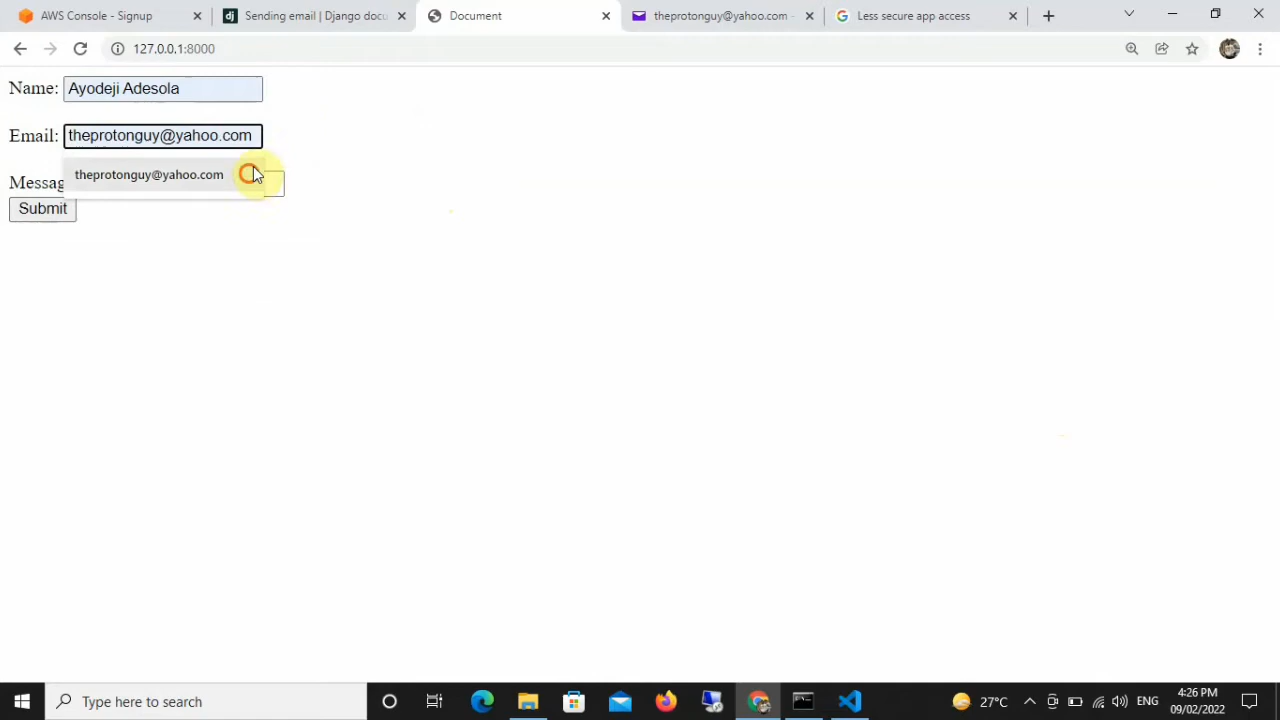 AWS Console - Signup
Sending email | Django docu
Document
theprotonguy@yahoo.com -
Less secure app access
127.0.0.1:8000
Name: Ayodeji Adesola
Email: theprotonguy@yahoo.com
theprotonguy@yahoo.com
Messag
Submit
Type here to search
27°C
ENG
4:26 PM
09/02/2022